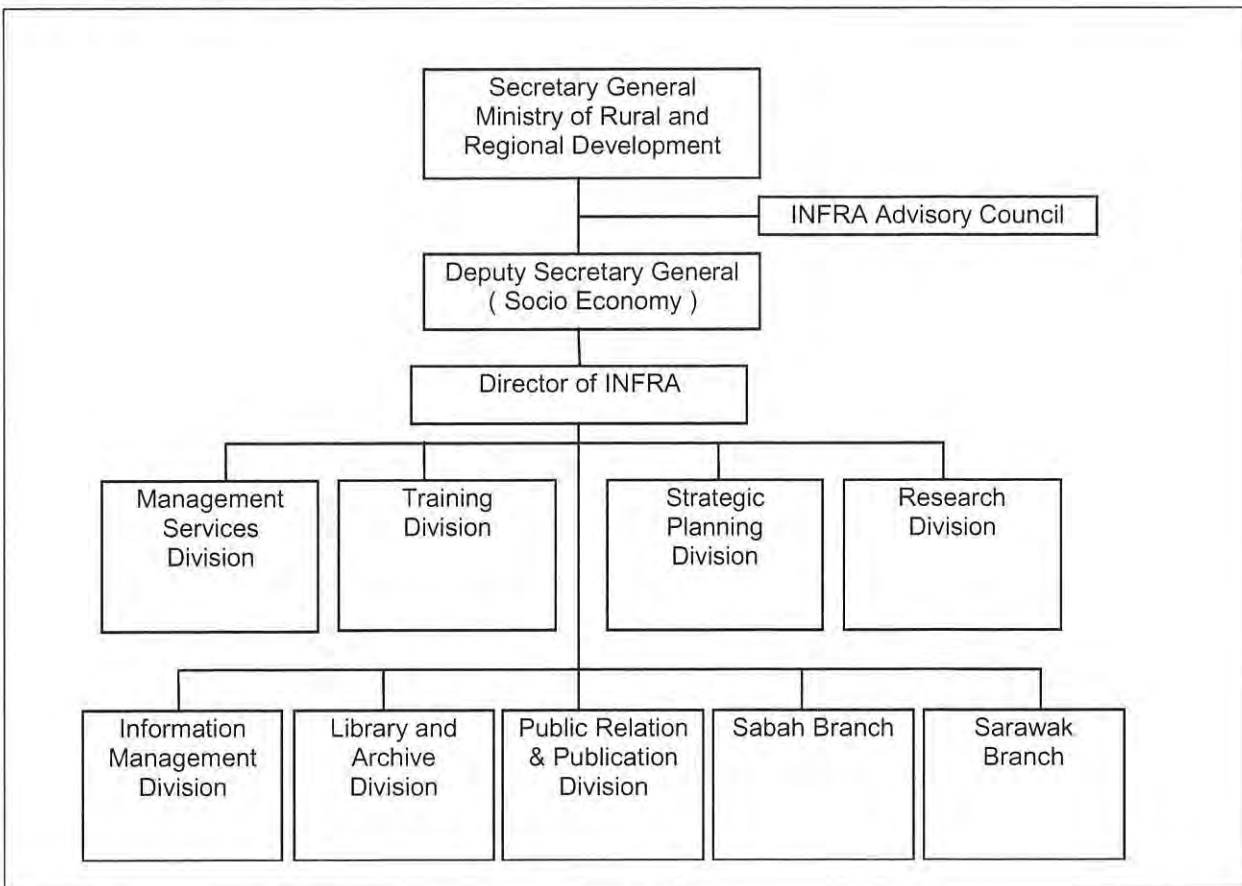 Secretary General
Ministry of Rural and
Regional Development
INFRA Advisory Council
Deputy Secretary General
( Socio Economy )
Director of INFRA
Management
Services
Division
Training
Division
Strategic
Planning
Division
Research
Division
Information
Management
Division
Library and
Archive
Division
Public Relation
& Publication
Division
Sabah Branch
Sarawak
Branch